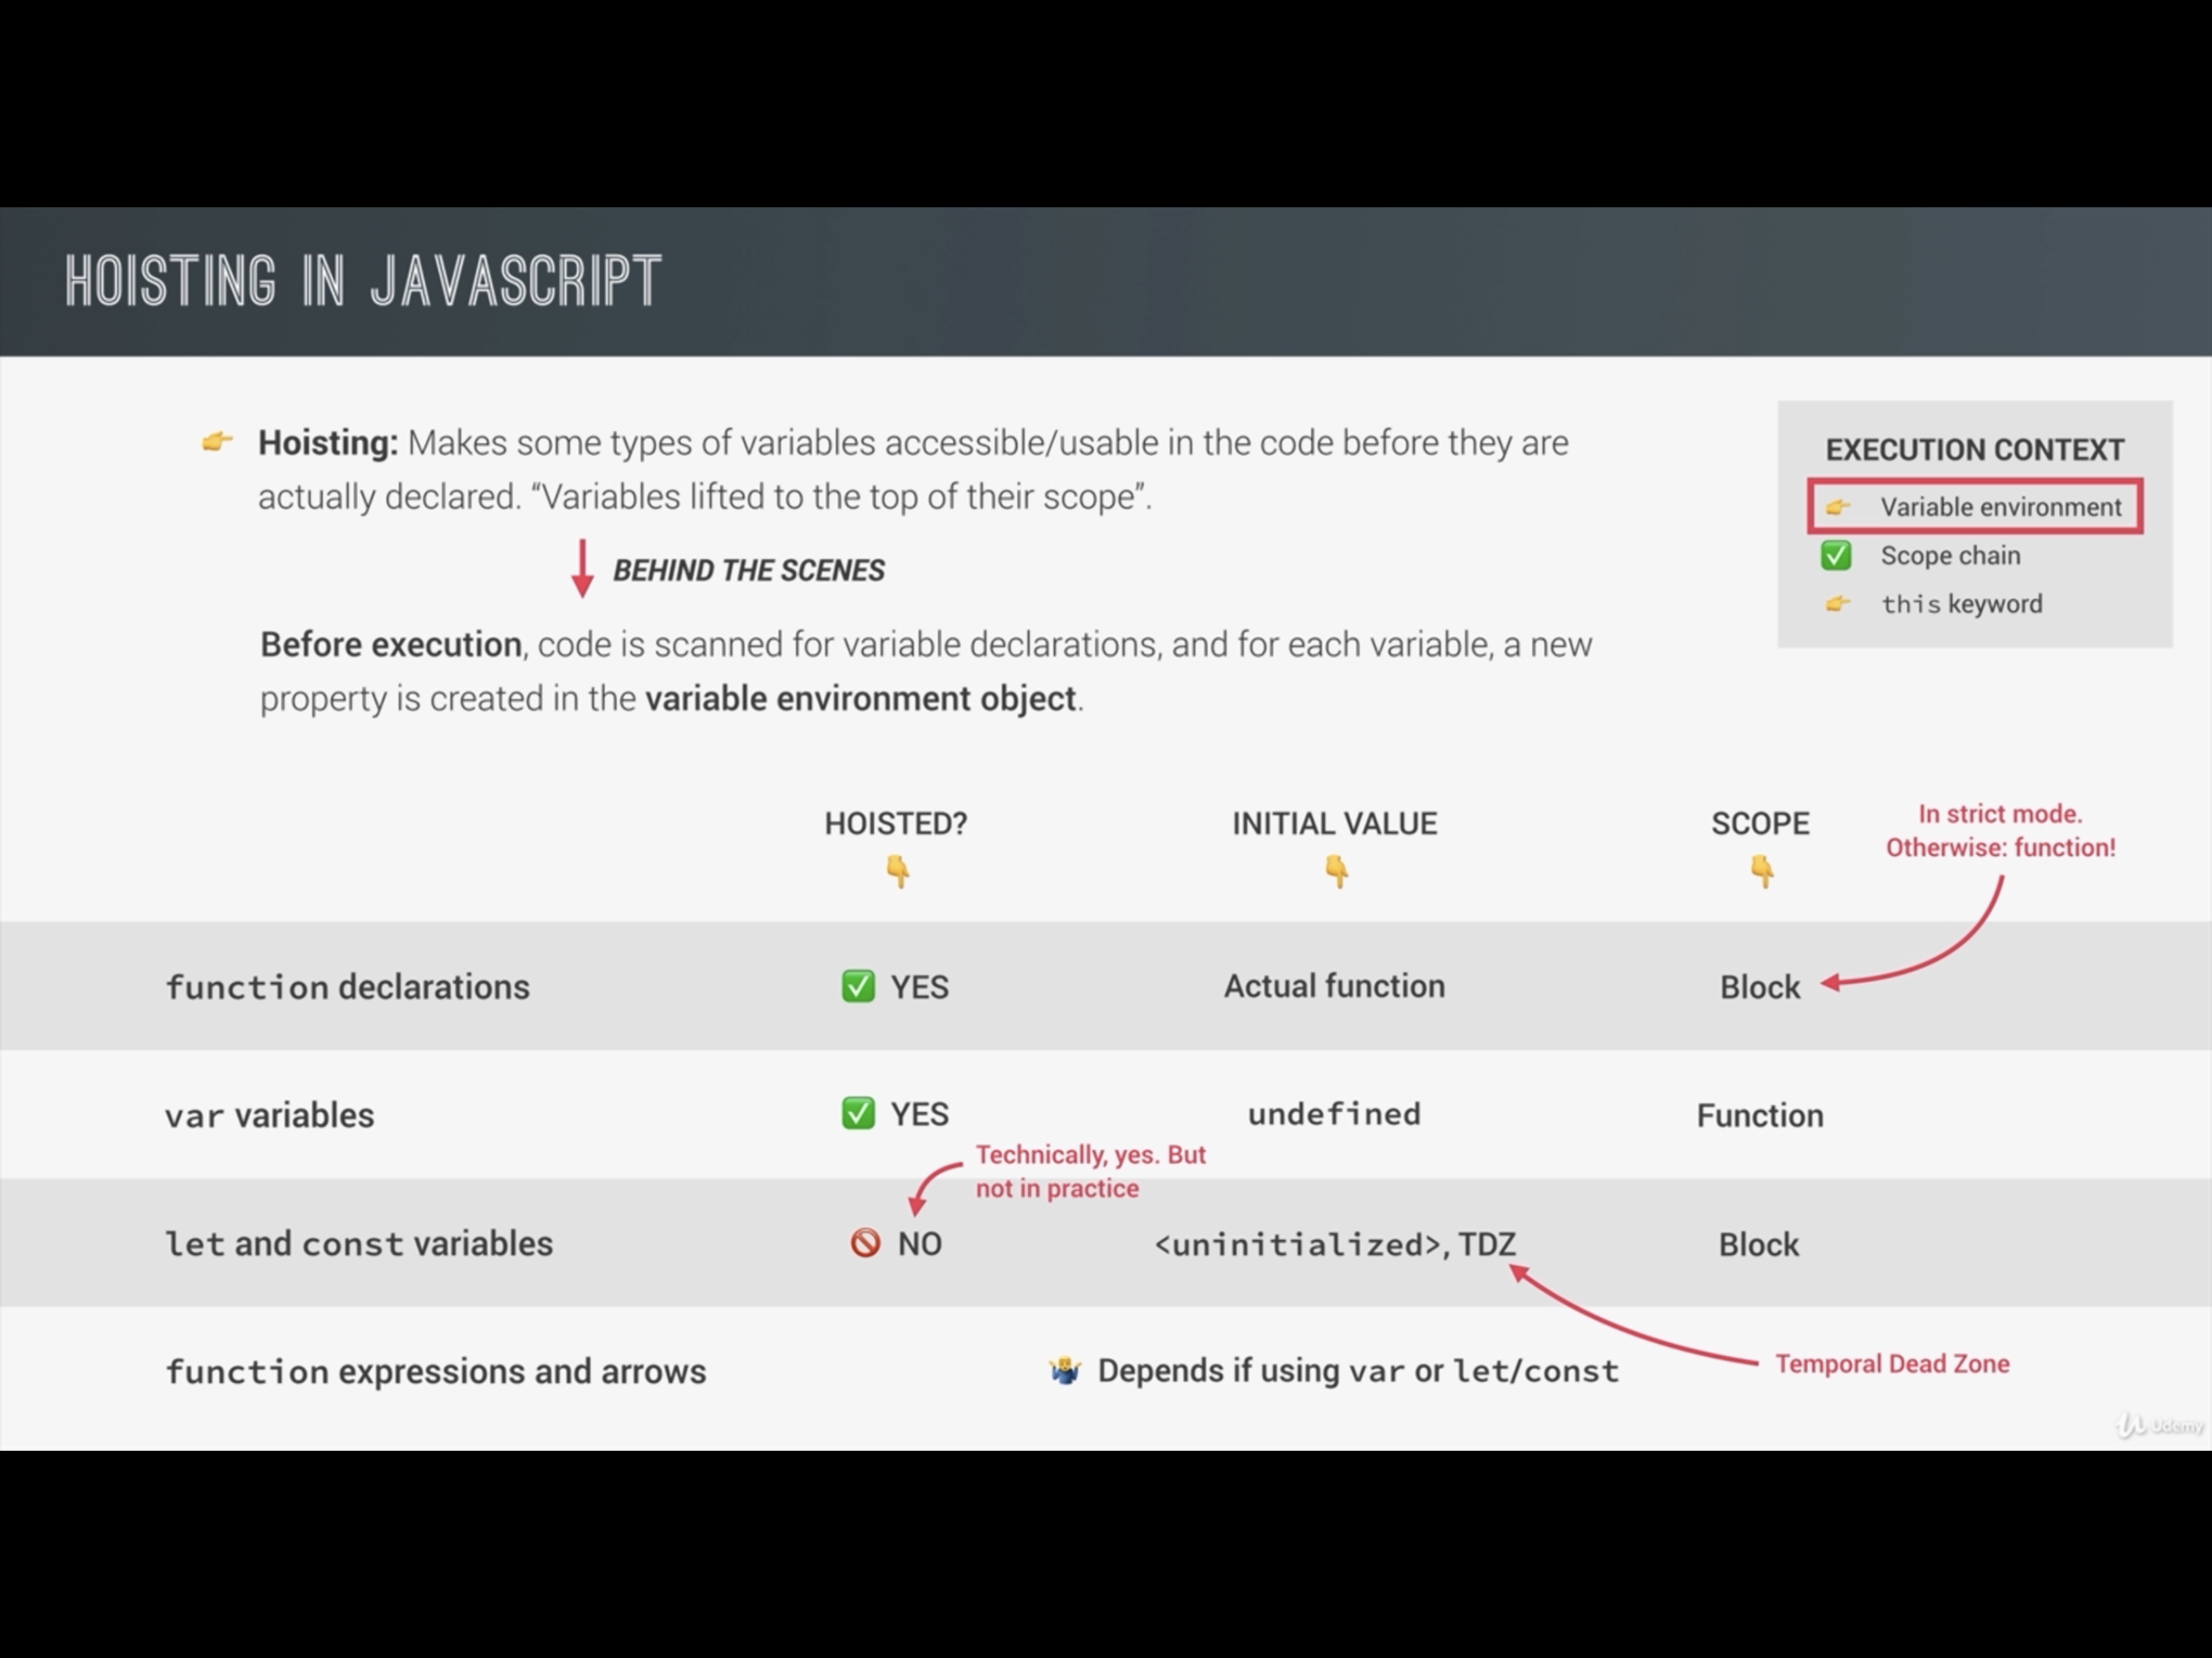 HOISTING IN JAVASCRIPT
Hoisting: Makes some types of variables accessible/usable in the code before they are
actually declared. “Variables lifted to the top of their scope”.
BEHIND THE SCENES
Before execution, code is scanned for variable declarations, and for each variable, a new
property is created in the variable environment object.
EXECUTION CONTEXT
Variable environment
Scope chain
this keyword
HOISTED?
INITIAL VALUE
SCOPE
In strict mode.
Otherwise: function!
function declarations
YES
Actual function
Block
var variables
YES
undefined
Function
Technically, yes. But
not in practice
let and const variables
NO
<uninitialized>, TDZ
Block
Temporal Dead Zone
function expressions and arrows
Depends if using var or let/const
Udemy